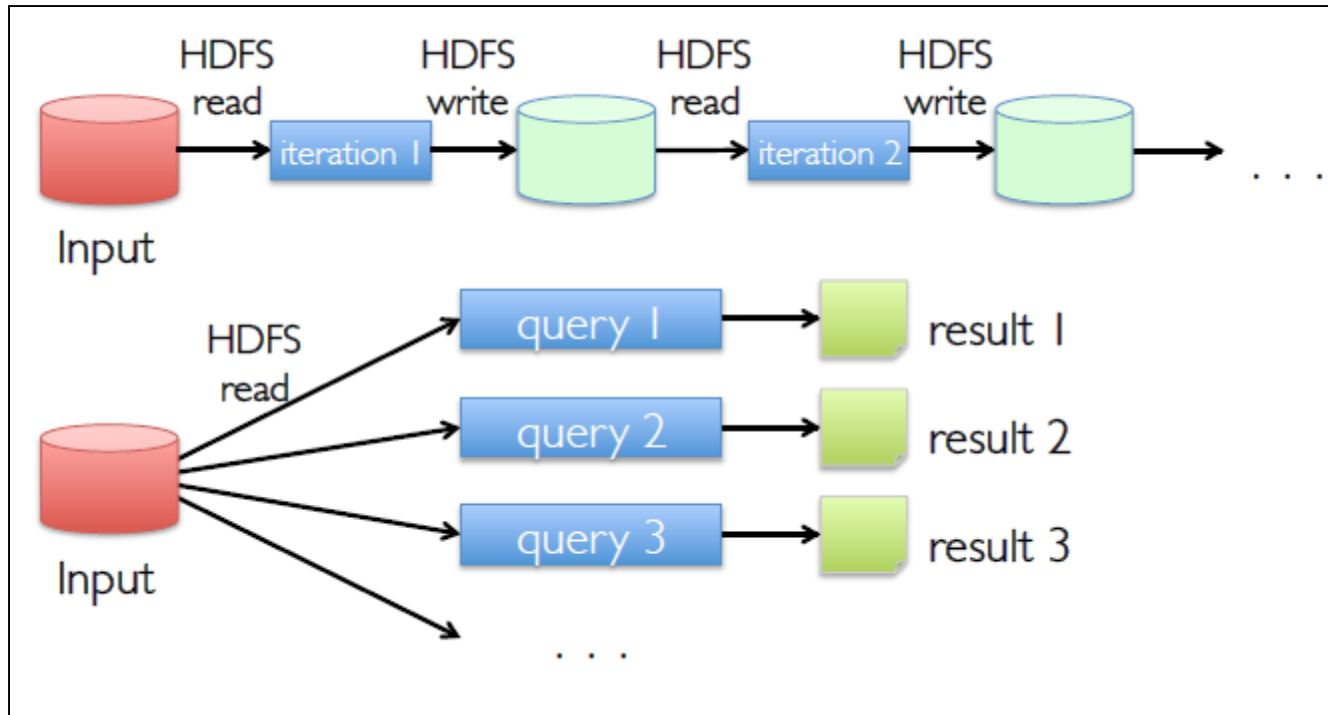 HDFS HDFS HDFS HDFS
read write read write
iteration 1 iteration 2
. . .
Input
query 1 result 1
HDFS
read
query 2 result 2
query 3 result 3
Input
. . .